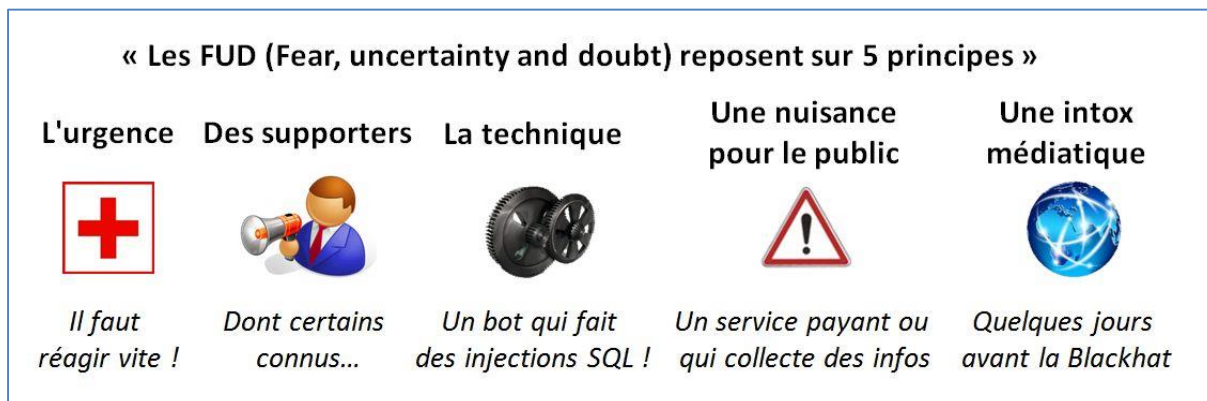 « Les FUD (Fear, uncertainty and doubt) reposent sur 5 principes »
L'urgence
Il faut
réagir vite !
Des supporters
Dont certains
connus...
La technique
Un bot qui fait
des injections SQL !
Une nuisance
pour le public
Un service payant ou
qui collecte des infos
Une intox
médiatique
Quelques jours
avant la Blackhat